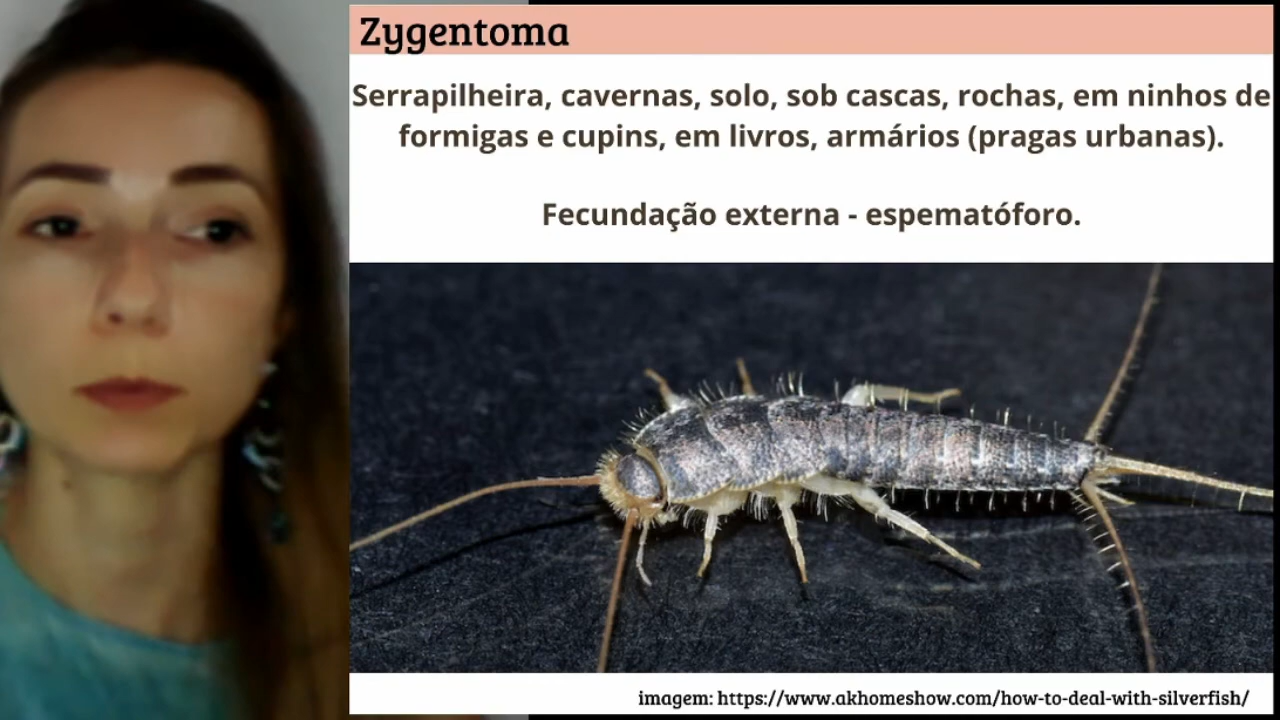 Zygentoma
Serrapilheira, cavernas, solo, sob cascas, rochas, em ninhos de
formigas e cupins, em livros, armários (pragas urbanas).
Fecundação externa - espematóforo.
imagem: https://www.akhomeshow.com/how-to-deal-with-silverfish/